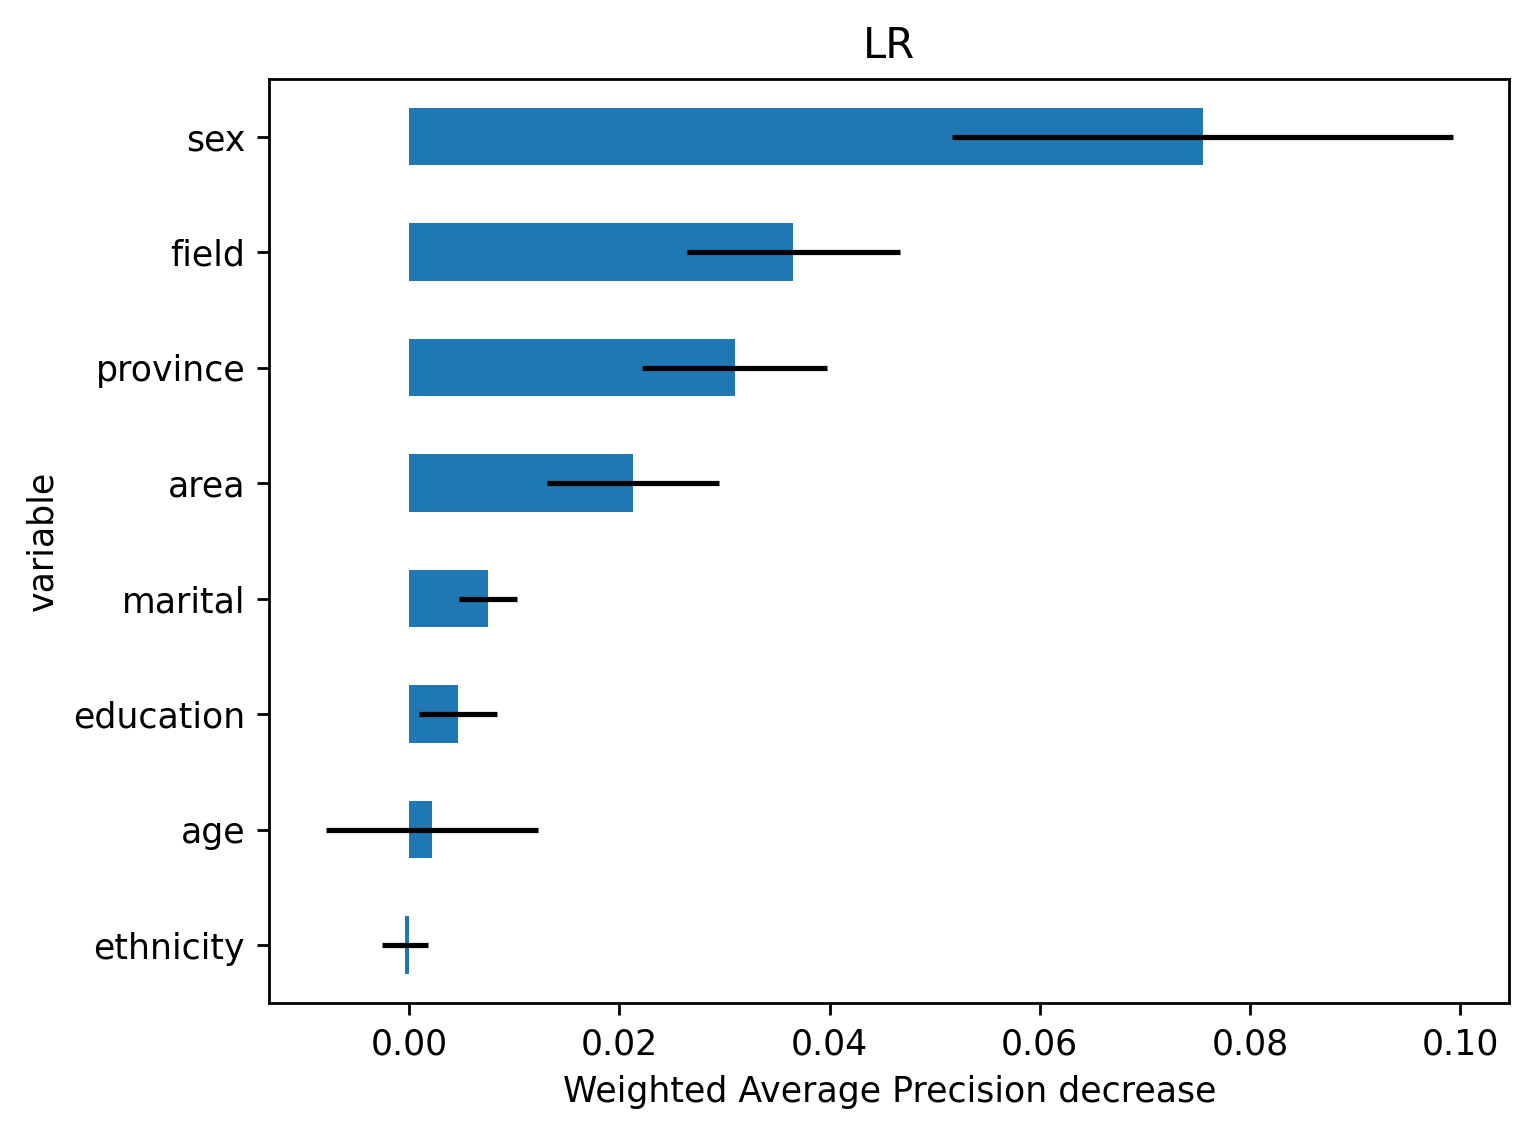 LR
variable
sex
field
province
area
marital
education
age
ethnicity
0.00 0.02 0.04 0.06 0.08 0.10
Weighted Average Precision decrease